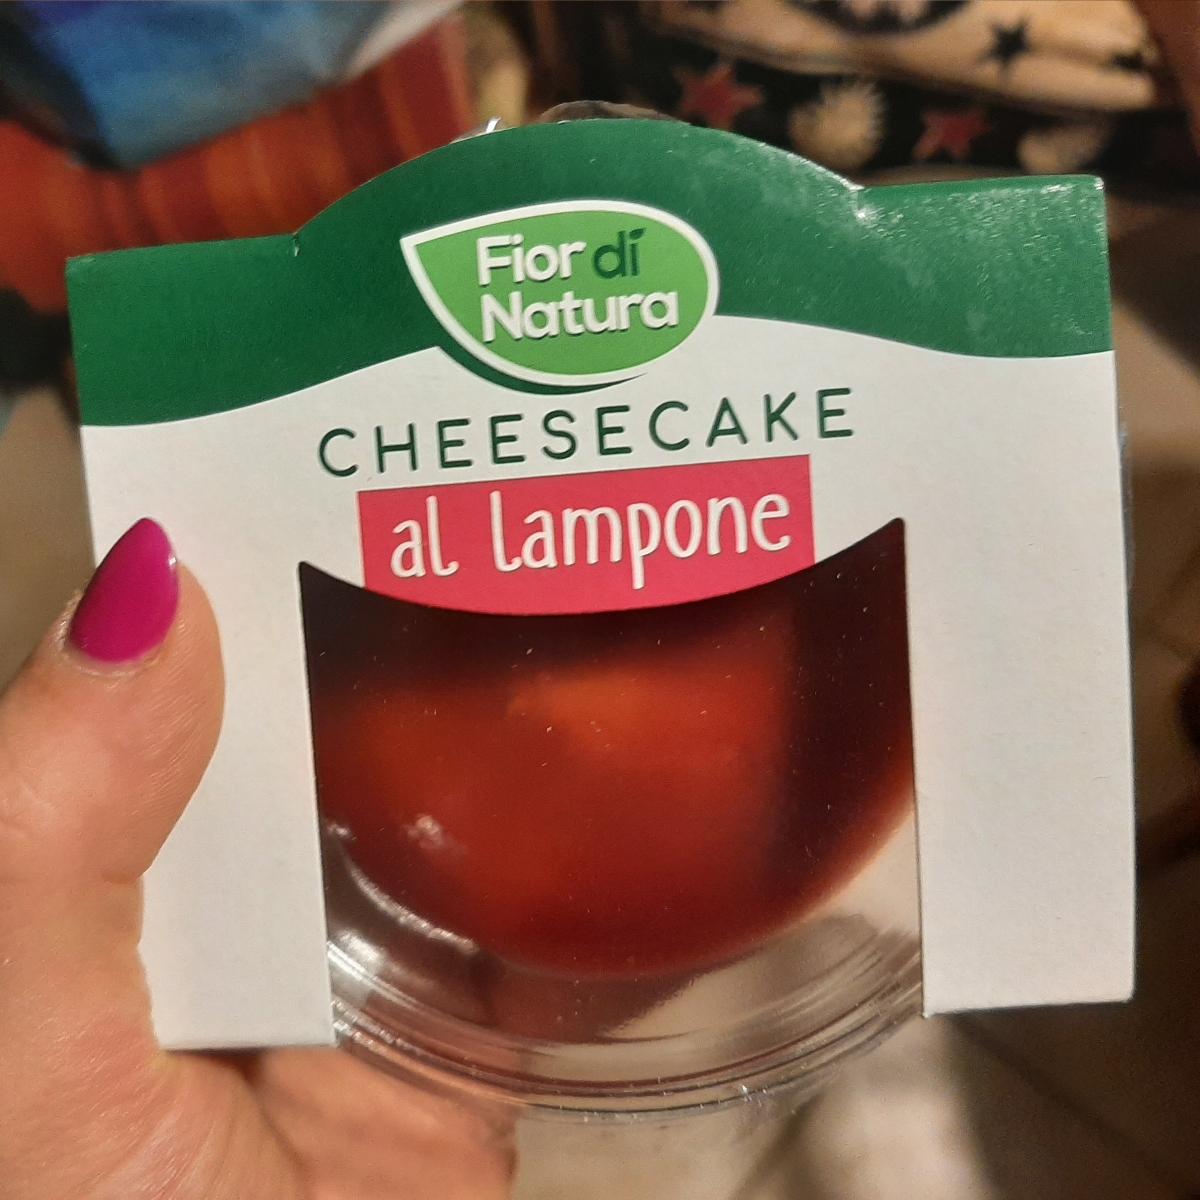 Fior di
Natura
CHEESECAKE
al lampone